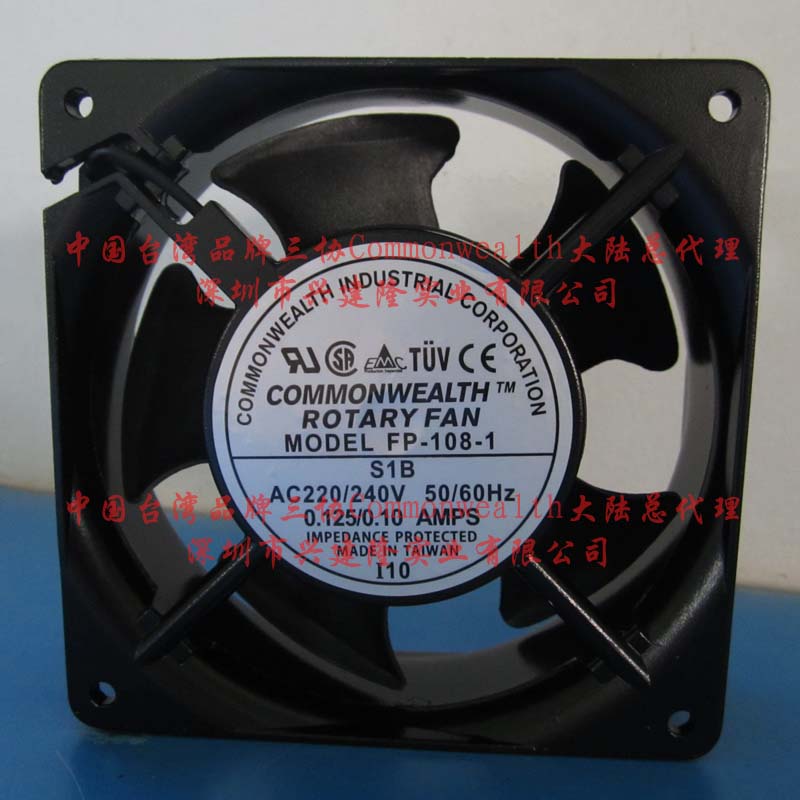 中国台湾品牌三协Commonwealth大陆总代理
深圳市兴建隆实业有限公司
COMMONWEALTH INDUSTRIAL CORPORATION
SA EMC TÜV CE
COMMONWEALTH™
ROTARY FAN
MODEL FP-108-1
S1B
AC220/240V 50/60Hz
中国台湾品牌三协Commonwealth大陆总代理
0.125/0.10 AMPS
IMPEDANCE PROTECTED
深圳市兴建隆实业有限公司
MADE IN TAIWAN
I10